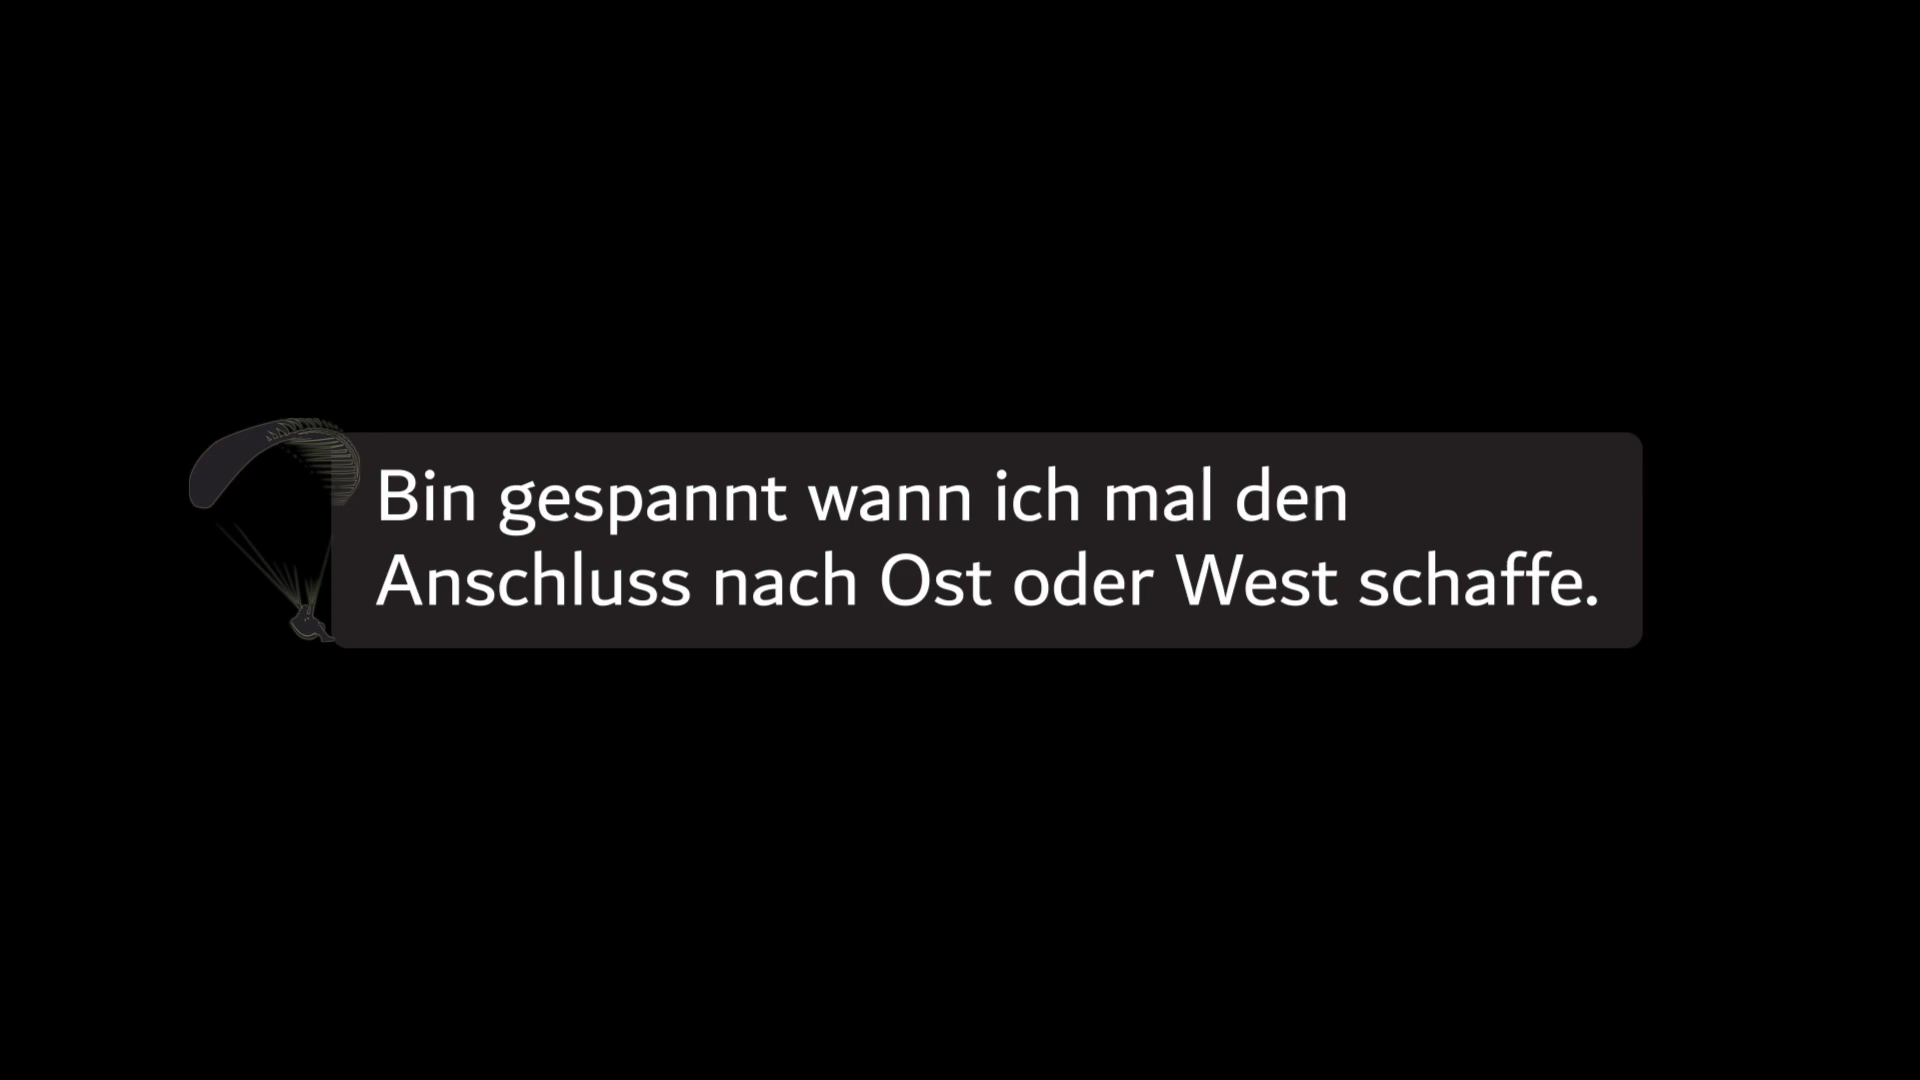 Bin gespannt wann ich mal den
Anschluss nach Ost oder West schaffe.